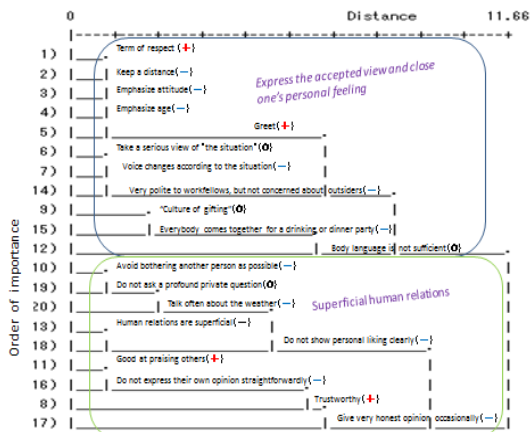 0 Distance 11.66
Order of importance
1) Term of respect (+)
2) Keep a distance(−)
Express the accepted view and close
one's personal feeling
3) Emphasize attitude(−)
4) Emphasize age(−)
5) Greet(+)
6) Take a serious view of "the situation"(0)
7) Voice changes according to the situation(−)
14) Very polite to workfellows, but not concerned about outsiders (−)
9) "Culture of gifting"(0)
15) Everybody comes together for a drinking or dinner party(−)
12) Body language is not sufficient(0)
10) Avoid bothering another person as possible(−)
19) Do not ask a profound private question(0)
20) Talk often about the weather(−)
Superficial human relations
13) Human relations are superficial(−)
18) Do not show personal liking clearly(−)
11) Good at praising others(+)
16) Do not express their own opinion straightforwardly(−)
8) Trustworthy(+)
17) Give very honest opinion occasionally(−)